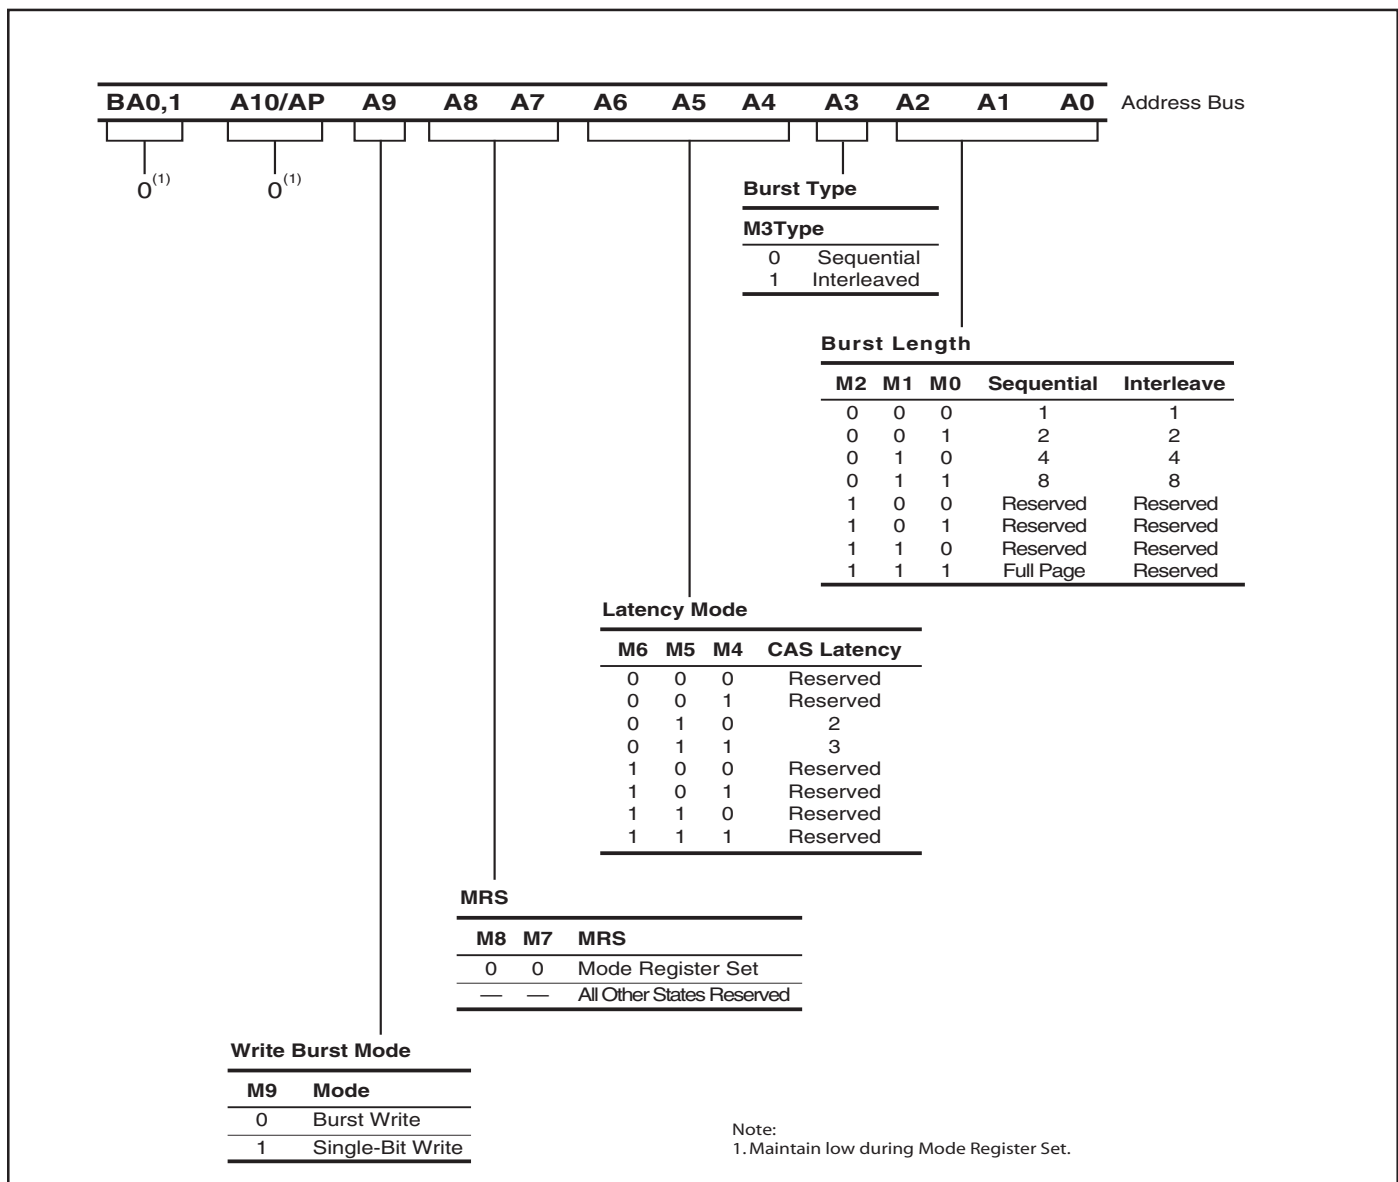 BA0,1 A10/AP A9 A8 A7 A6 A5 A4 A3 A2 A1 A0 Address Bus
0(1) 0(1)
Burst Type
M3Type
0 Sequential
1 Interleaved
Burst Length
M2 M1 M0 Sequential Interleave
0 0 0 1 1
0 0 1 2 2
0 1 0 4 4
0 1 1 8 8
1 0 0 Reserved Reserved
1 0 1 Reserved Reserved
1 1 0 Reserved Reserved
1 1 1 Full Page Reserved
Latency Mode
M6 M5 M4 CAS Latency
0 0 0 Reserved
0 0 1 Reserved
0 1 0 2
0 1 1 3
1 0 0 Reserved
1 0 1 Reserved
1 1 0 Reserved
1 1 1 Reserved
MRS
M8 M7 MRS
0 0 Mode Register Set
— — All Other States Reserved
Write Burst Mode
M9 Mode
0 Burst Write
1 Single-Bit Write
Note:
1. Maintain low during Mode Register Set.